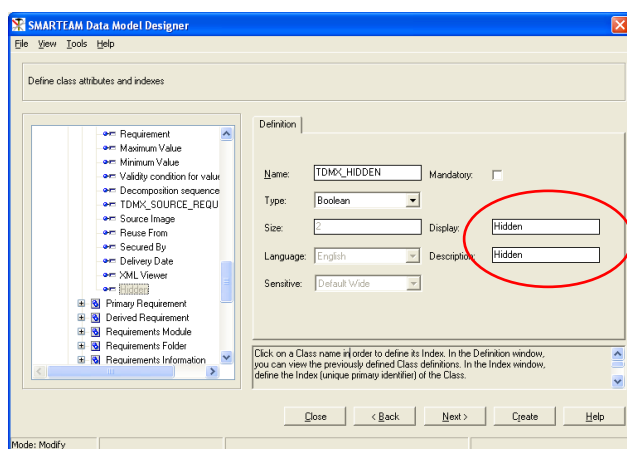 SMARTEAM Data Model Designer
File View Tools Help
Define class attributes and indexes
Requirement
Maximum Value
Minimum Value
Validity condition for value
Decomposition sequence
TDMX_SOURCE_REQU
Source Image
Reuse From
Secured By
Delivery Date
XML Viewer
Hidden
Primary Requirement
Derived Requirement
Requirements Module
Requirements Folder
Requirements Information
Definition
Name: TDMX_HIDDEN Mandatory:
Type: Boolean
Size: 2 Display: Hidden
Language: English Description: Hidden
Sensitive: Default Wide
Click on a Class name in order to define its Index. In the Definition window,
you can view the previously defined Class definitions. In the Index window,
define the Index (unique primary identifier) of the Class.
Close < Back Next > Create Help
Mode: Modify